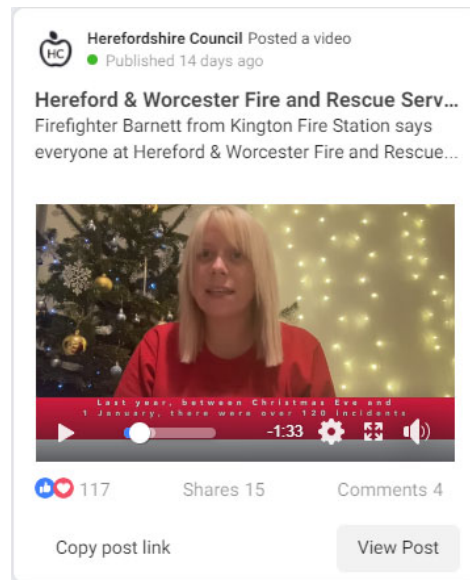 HC
Herefordshire Council Posted a video
Published 14 days ago
Hereford & Worcester Fire and Rescue Serv...
Firefighter Barnett from Kington Fire Station says
everyone at Hereford & Worcester Fire and Rescue...
Last year, between Christmas Eve and
1 January, there were over 120 incidents
-1:33
117
Shares 15
Comments 4
Copy post link
View Post